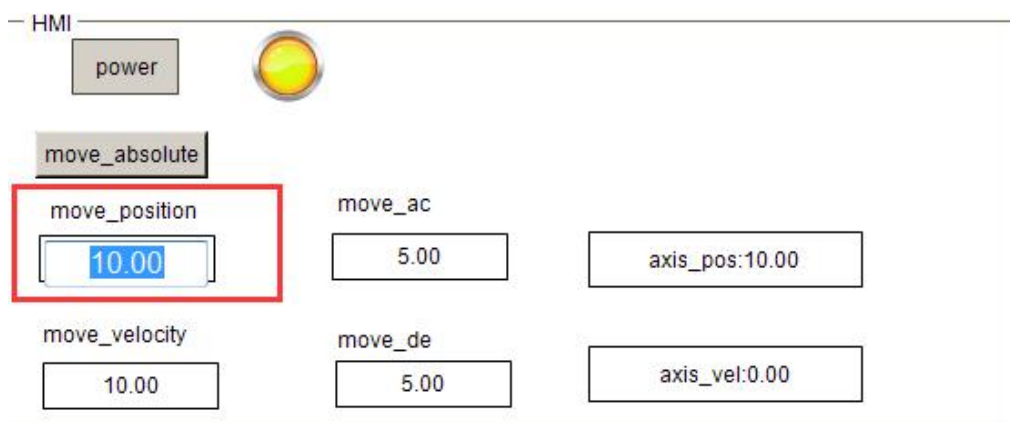 HMI
power
move_absolute
move_position
move_ac
10.00
5.00
axis_pos:10.00
move_velocity
move_de
10.00
5.00
axis_vel:0.00